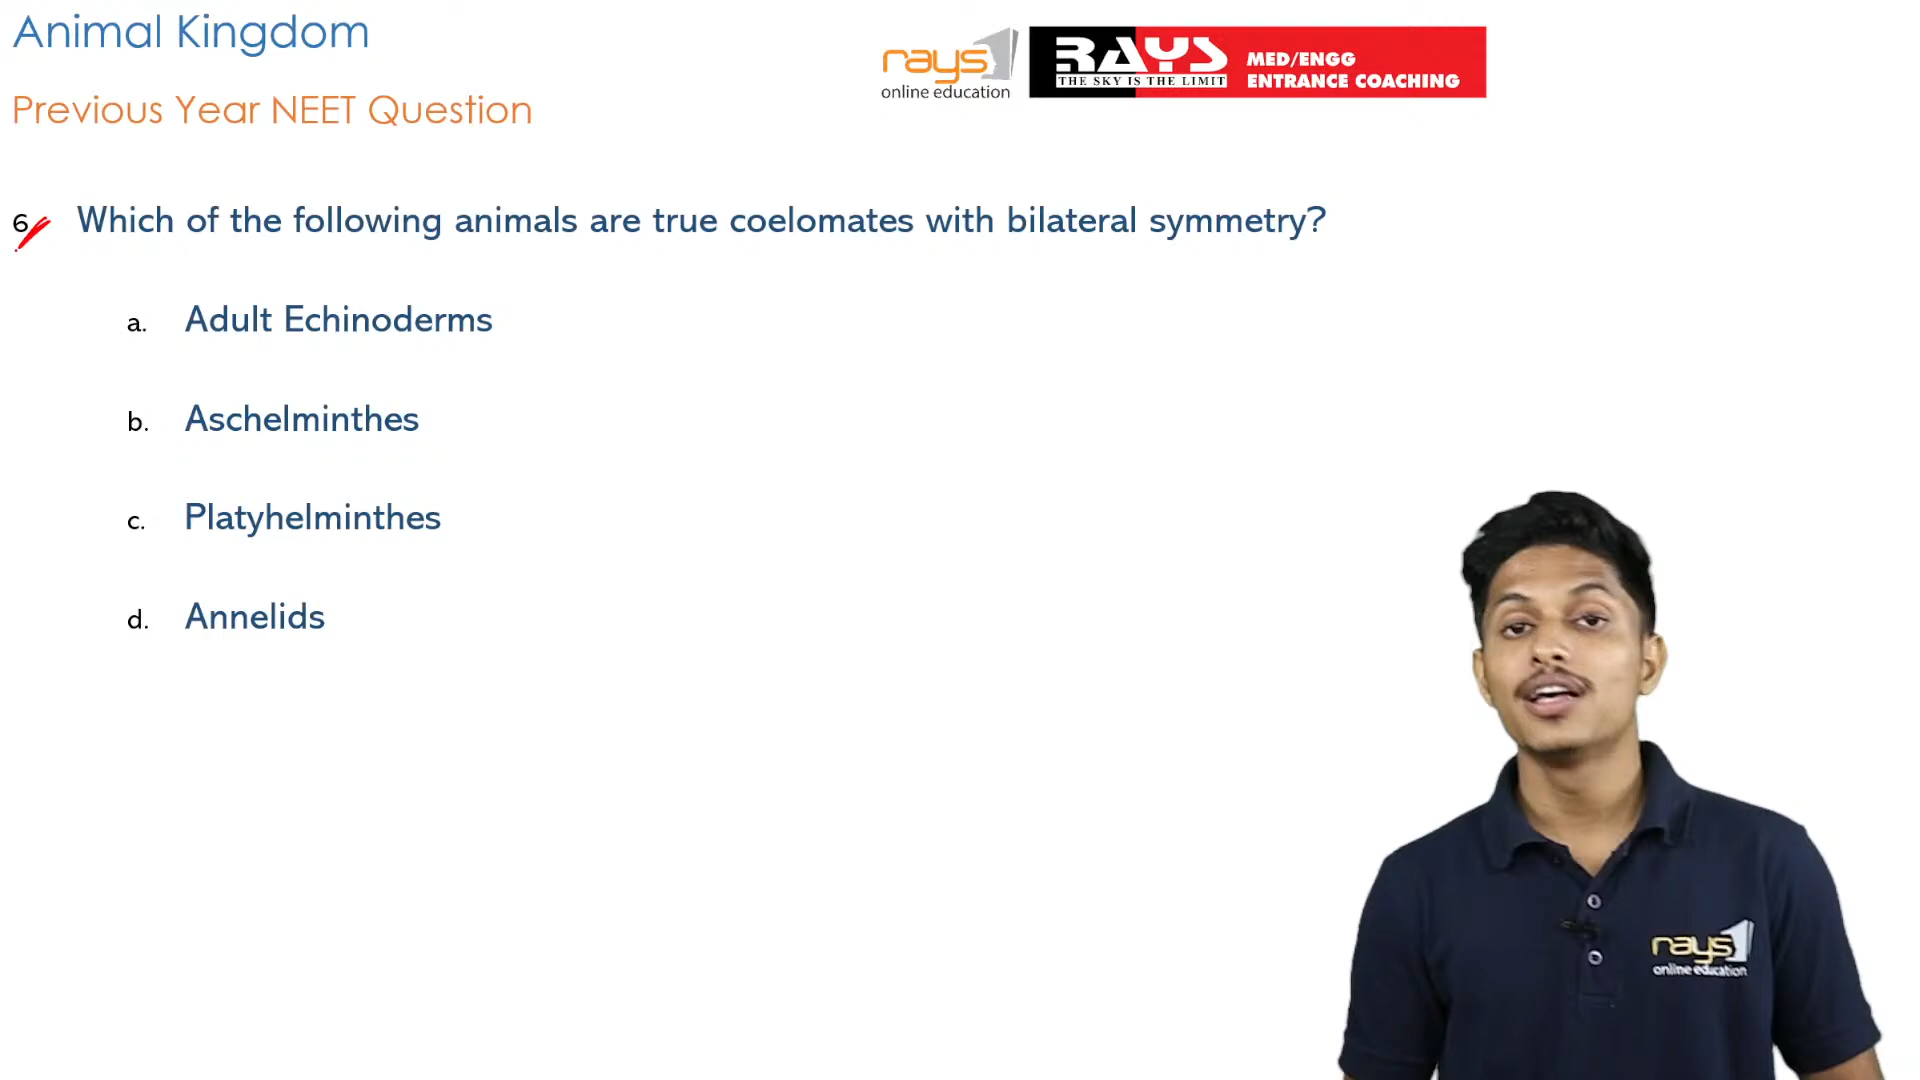 Animal Kingdom
Previous Year NEET Question
rays
online education
RAYS
THE SKY IS THE LIMIT
MED/ENGG
ENTRANCE COACHING
6 Which of the following animals are true coelomates with bilateral symmetry?
a. Adult Echinoderms
b. Aschelminthes
c. Platyhelminthes
d. Annelids
rays
online education